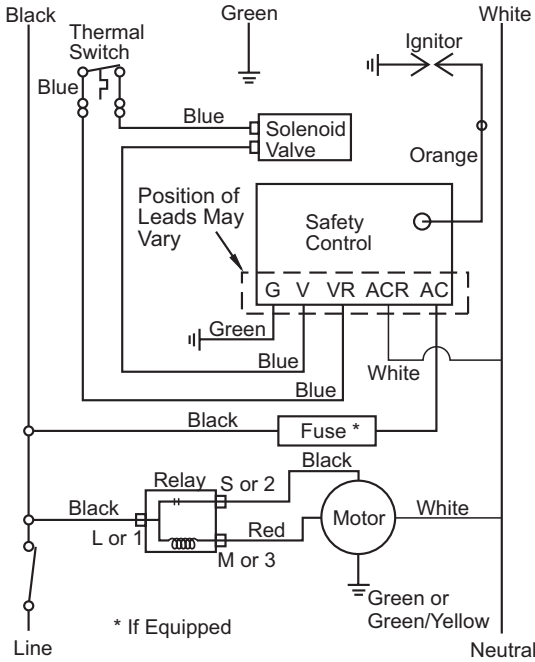 Black
Green
White
Thermal
Switch
Ignitor
Blue
Blue
Solenoid
Valve
Orange
Position of
Leads May
Vary
Safety
Control
G V VR ACR AC
Green
Blue
White
Blue
Black
Fuse *
Black
Relay
S or 2
Black
L or 1
Red
Motor
White
M or 3
Green or
Green/Yellow
* If Equipped
Line
Neutral